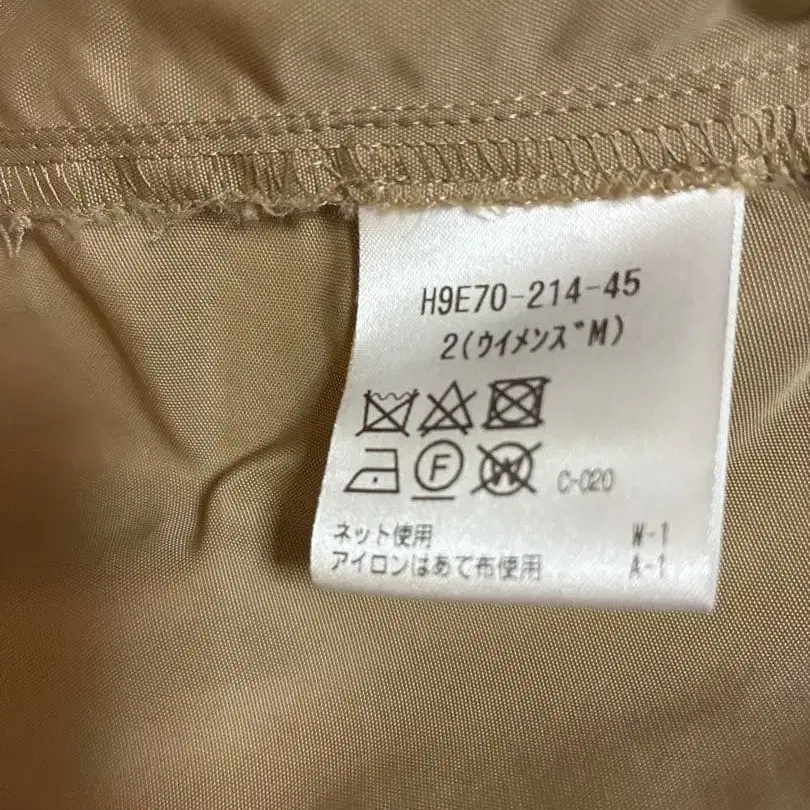 H9E70-214-45
2(ｳｲﾒﾝｽﾞM)
F W C-020
ネット使用 W-1
アイロンはあて布使用 A-1